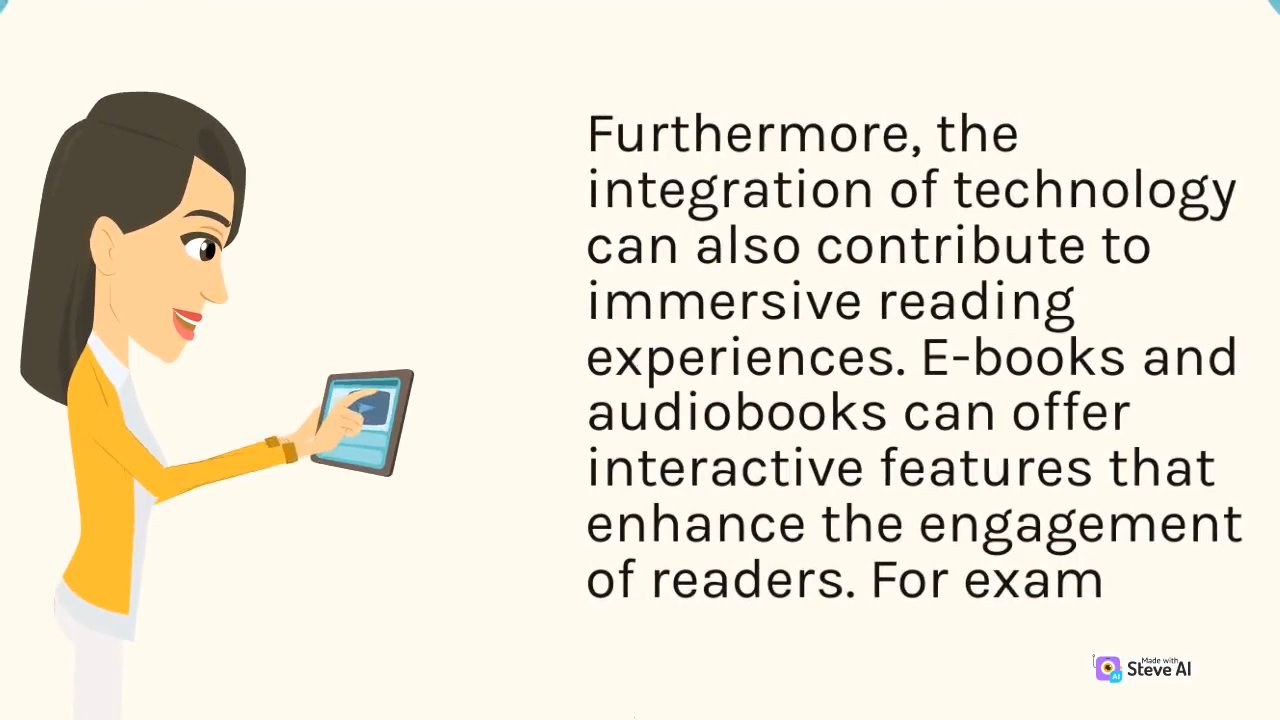 Furthermore, the
integration of technology
can also contribute to
immersive reading
experiences. E-books and
audiobooks can offer
interactive features that
enhance the engagement
of readers. For exam
Made with
Steve AI
AI